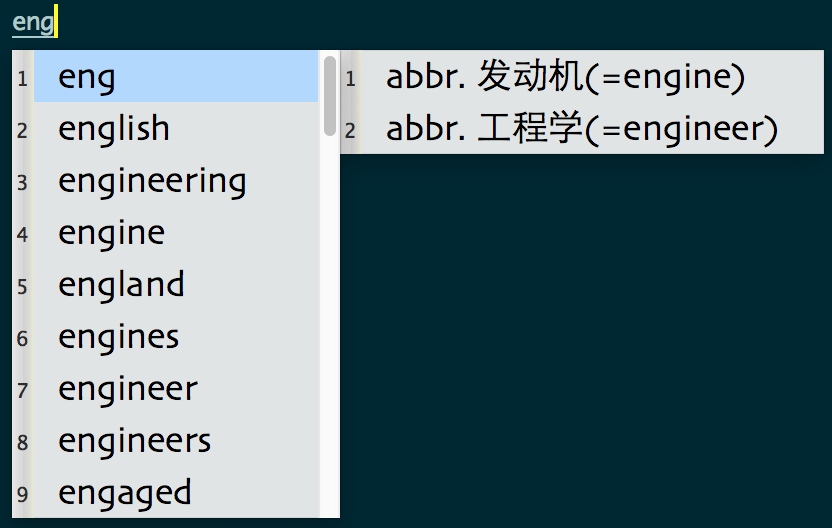 eng
1 eng
2 english
3 engineering
4 engine
5 england
6 engines
7 engineer
8 engineers
9 engaged
1 abbr. 发动机(=engine)
2 abbr. 工程学(=engineer)